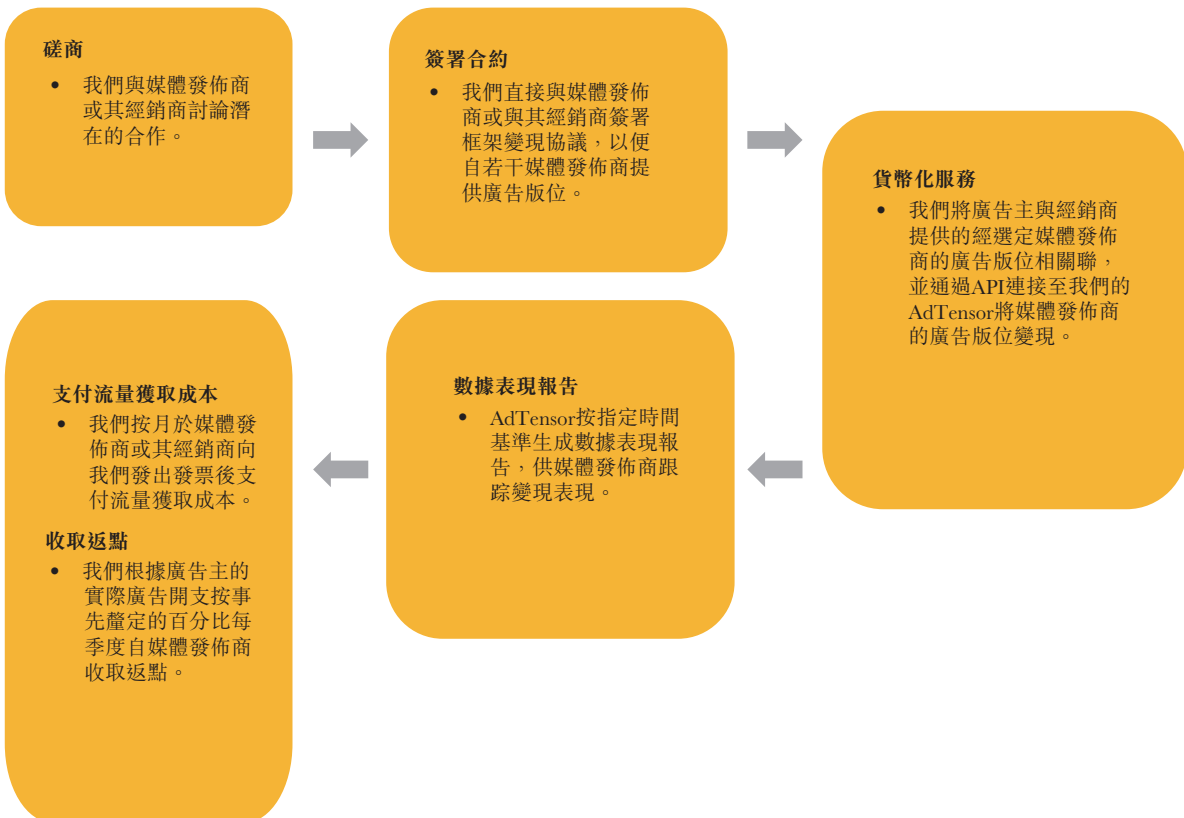 磋商
• 我們與媒體發佈商
或其經銷商討論潛
在的合作。
簽署合約
• 我們直接與媒體發佈
商或與其經銷商簽署
框架變現協議，以便
自若干媒體發佈商提
供廣告版位。
貨幣化服務
• 我們將廣告主與經銷商
提供的經選定媒體發佈
商的廣告版位相關聯，
並通過API連接至我們的
AdTensor將媒體發佈商
的廣告版位變現。
數據表現報告
• AdTensor按指定時間
基準生成數據表現報
告，供媒體發佈商跟
踪變現表現。
支付流量獲取成本
• 我們按月於媒體發
佈商或其經銷商向
我們發出發票後支
付流量獲取成本。
收取返點
• 我們根據廣告主的
實際廣告開支按事
先釐定的百分比每
季度自媒體發佈商
收取返點。